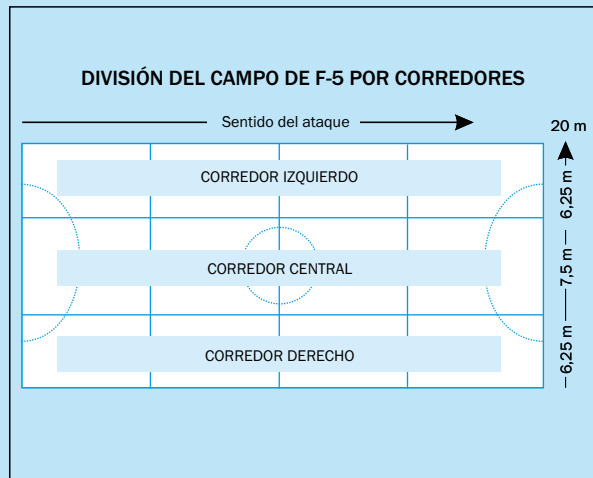 DIVISIÓN DEL CAMPO DE F-5 POR CORREDORES
Sentido del ataque
20 m
CORREDOR IZQUIERDO
6,25 m
CORREDOR CENTRAL
7,5 m
CORREDOR DERECHO
6,25 m